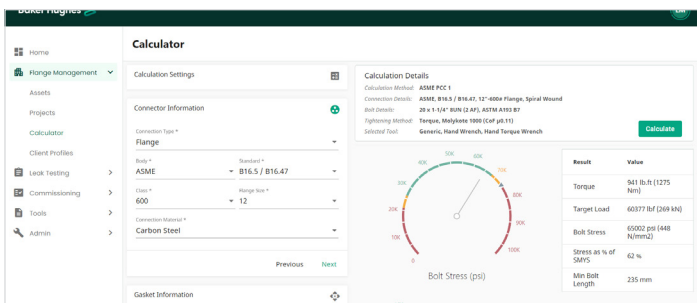 Baker Hughes
Calculator
Home
Flange Management
Assets
Projects
Calculator
Client Profiles
Leak Testing
Commissioning
Tools
Admin
Calculation Settings
Connector Information
Connection Type *
Flange
Body *
ASME
Standard *
B16.5 / B16.47
Class *
600
Flange Size *
12
Connection Material *
Carbon Steel
Previous
Next
Gasket Information
Calculation Details
Calculation Method: ASME PCC 1
Connection Details: ASME, B16.5 / B16.47, 12"-600# Flange, Spiral Wound
Bolt Details: 20 x 1-1/4" 8UN (2 AF), ASTM A193 B7
Tightening Method: Torque, Molykote 1000 (Cof µ0.11)
Selected Tool: Generic, Hand Wrench, Hand Torque Wrench
Calculate
0
10K
20K
30K
40K
50K
60K
70K
80K
90K
100K
Bolt Stress (psi)
Result Value
Torque 941 lb.ft (1275
Nm)
Target Load 60377 lbf (269 kN)
Bolt Stress 65002 psi (448
N/mm2)
Stress as % of
SMYS 62 %
Min Bolt
Length 235 mm